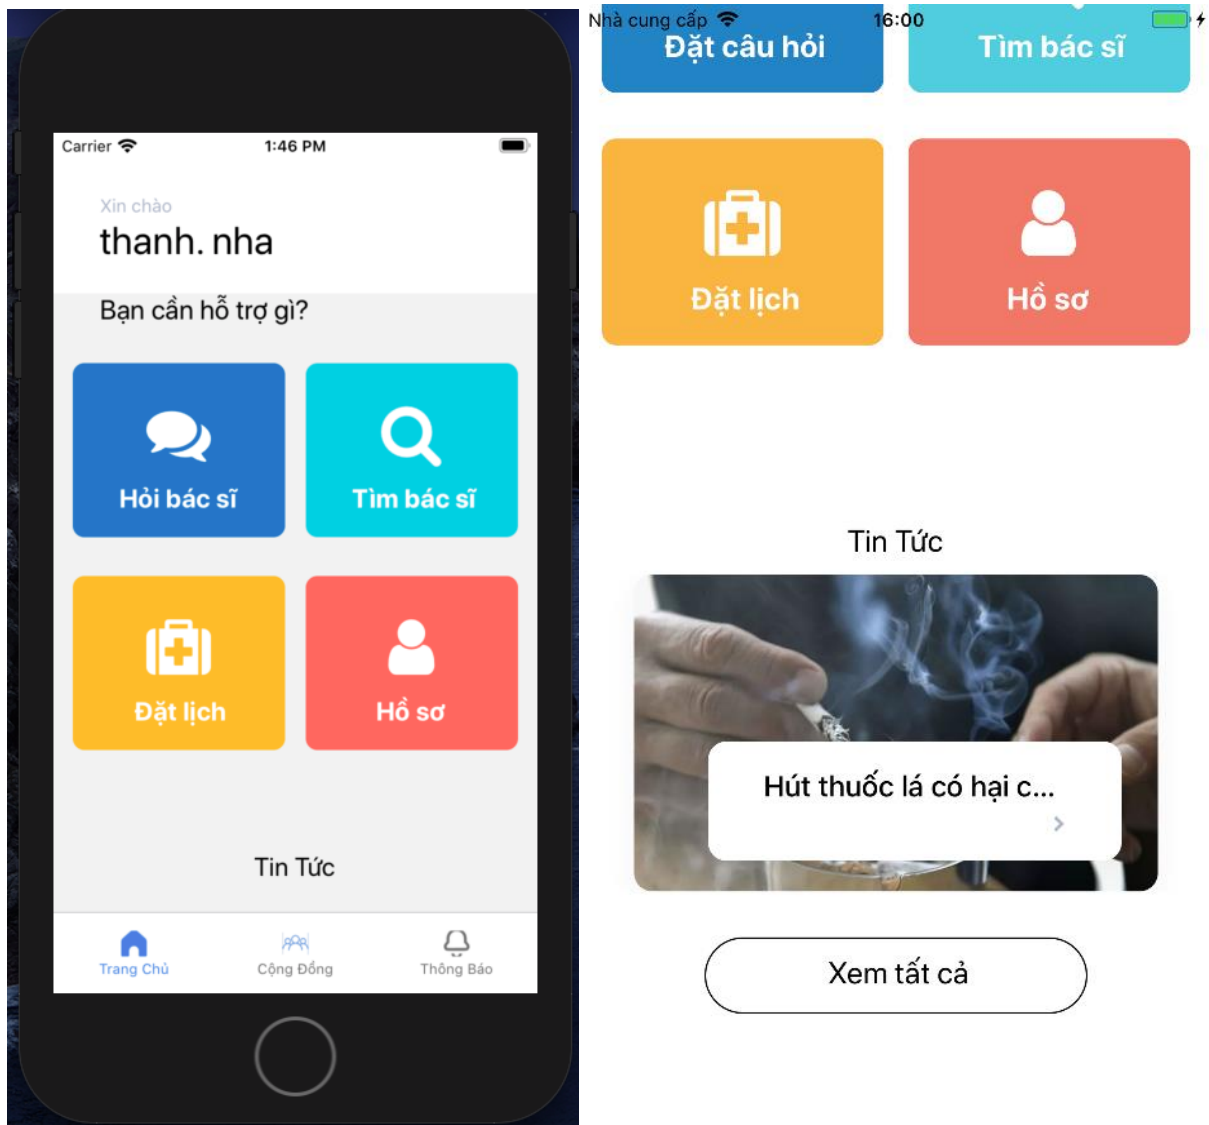 Carrier
1:46 PM
Xin chào
thanh. nha
Bạn cần hỗ trợ gì?
Hỏi bác sĩ
Tìm bác sĩ
Đặt lịch
Hồ sơ
Tin Tức
Trang Chủ
Cộng Đồng
Thông Báo
Nhà cung cấp
16:00
Đặt câu hỏi
Tìm bác sĩ
Đặt lịch
Hồ sơ
Tin Tức
Hút thuốc lá có hại c...
Xem tất cả